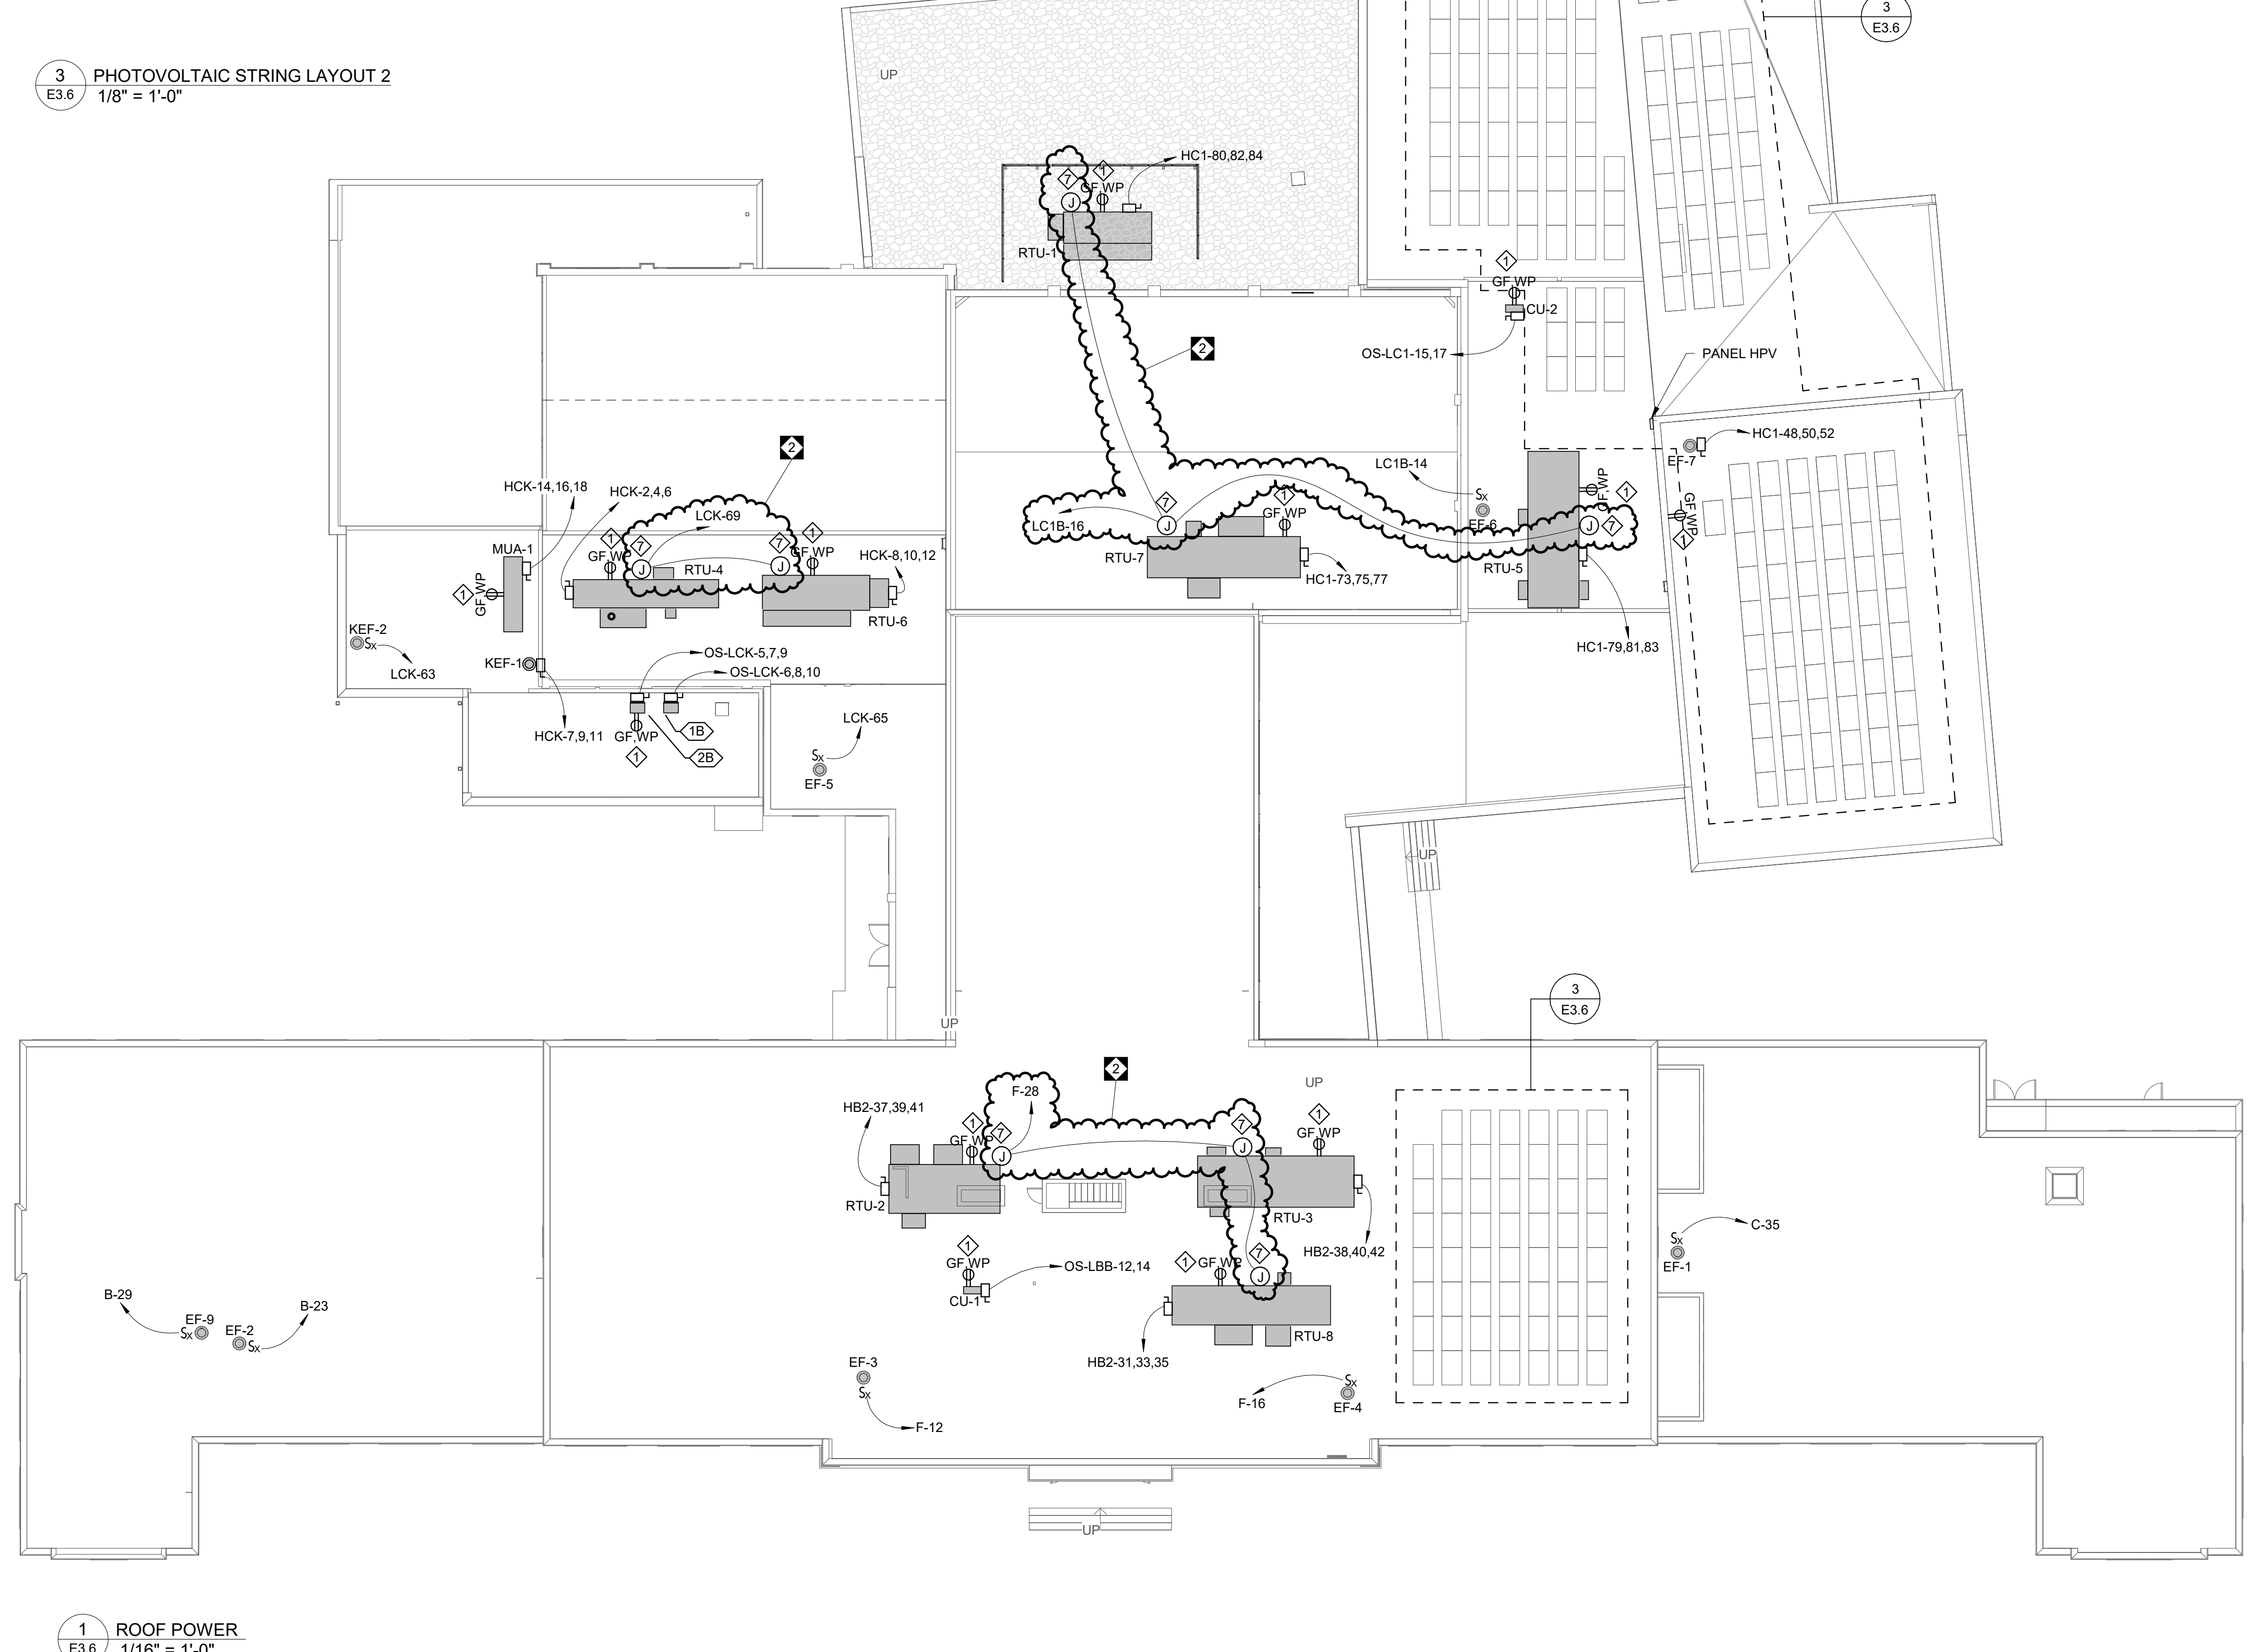 3
E3.6
3
E3.6
PHOTOVOLTAIC STRING LAYOUT 2
1/8" = 1'-0"
UP
HC1-80,82,84
1
7
GF,WP
J
RTU-1
1
GF,WP
CU-2
OS-LC1-15,17
2
PANEL HPV
HC1-48,50,52
EF-7
2
LC1B-14
HCK-14,16,18
HCK-2,4,6
LCK-69
7
1
GF,WP
LC1B-16
J
Sx
EF-6
GF,WP
1
J
7
GF,WP
1
MUA-1
1
7
GF,WP
J
RTU-4
7
1
GF,WP
J
HCK-8,10,12
RTU-7
RTU-5
HC1-73,75,77
1
GF,WP
RTU-6
KEF-2
Sx
LCK-63
HC1-79,81,83
KEF-1
OS-LCK-5,7,9
OS-LCK-6,8,10
LCK-65
HCK-7,9,11
GF,WP
1
1B
2B
Sx
EF-5
UP
3
E3.6
UP
2
UP
F-28
HB2-37,39,41
1
7
GF,WP
J
7
J
1
GF,WP
RTU-2
RTU-3
C-35
Sx
EF-1
HB2-38,40,42
1
GF,WP
CU-1
OS-LBB-12,14
1
GF,WP
7
J
B-29
B-23
EF-9
Sx
EF-2
Sx
RTU-8
HB2-31,33,35
EF-3
Sx
F-12
F-16
Sx
EF-4
UP
1
E3.6
ROOF POWER
1/16" = 1'-0"